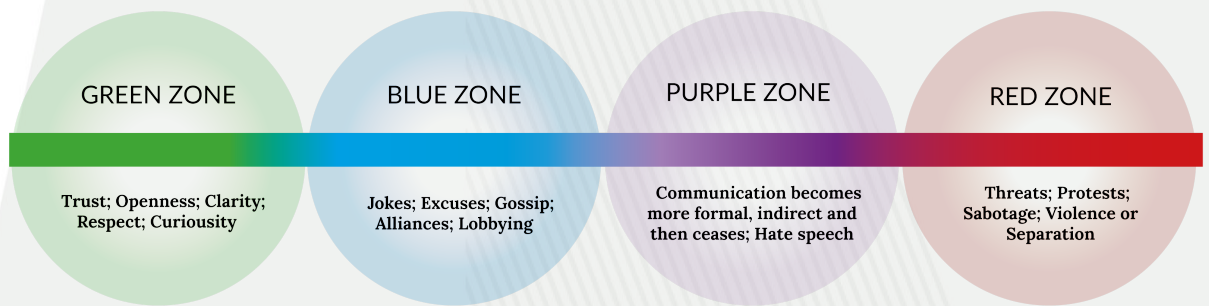 GREEN ZONE
Trust; Openness; Clarity;
Respect; Curiousity
BLUE ZONE
Jokes; Excuses; Gossip;
Alliances; Lobbying
PURPLE ZONE
Communication becomes
more formal, indirect and
then ceases; Hate speech
RED ZONE
Threats; Protests;
Sabotage; Violence or
Separation